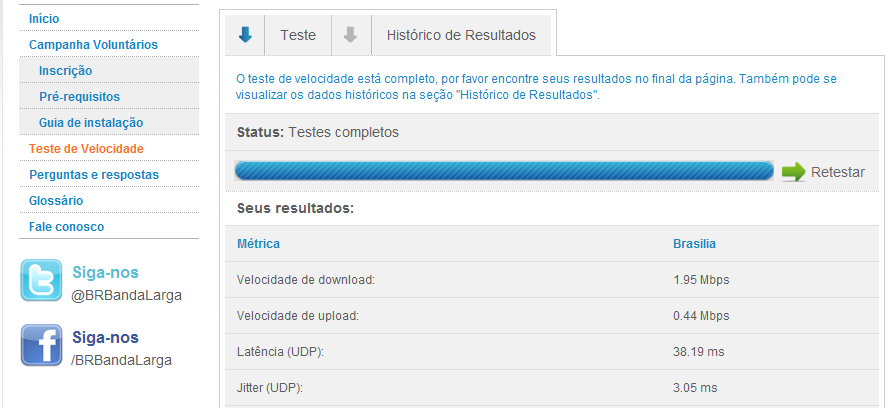 Início
Campanha Voluntários
Inscrição
Pré-requisitos
Guia de instalação
Teste de Velocidade
Perguntas e respostas
Glossário
Fale conosco
Siga-nos
@BRBandaLarga
Siga-nos
/BRBandaLarga
Teste
Histórico de Resultados
O teste de velocidade está completo, por favor encontre seus resultados no final da página. Também pode se
visualizar os dados históricos na seção "Histórico de Resultados".
Status: Testes completos
Retestar
Seus resultados:
Métrica Brasilia
Velocidade de download: 1.95 Mbps
Velocidade de upload: 0.44 Mbps
Latência (UDP): 38.19 ms
Jitter (UDP): 3.05 ms